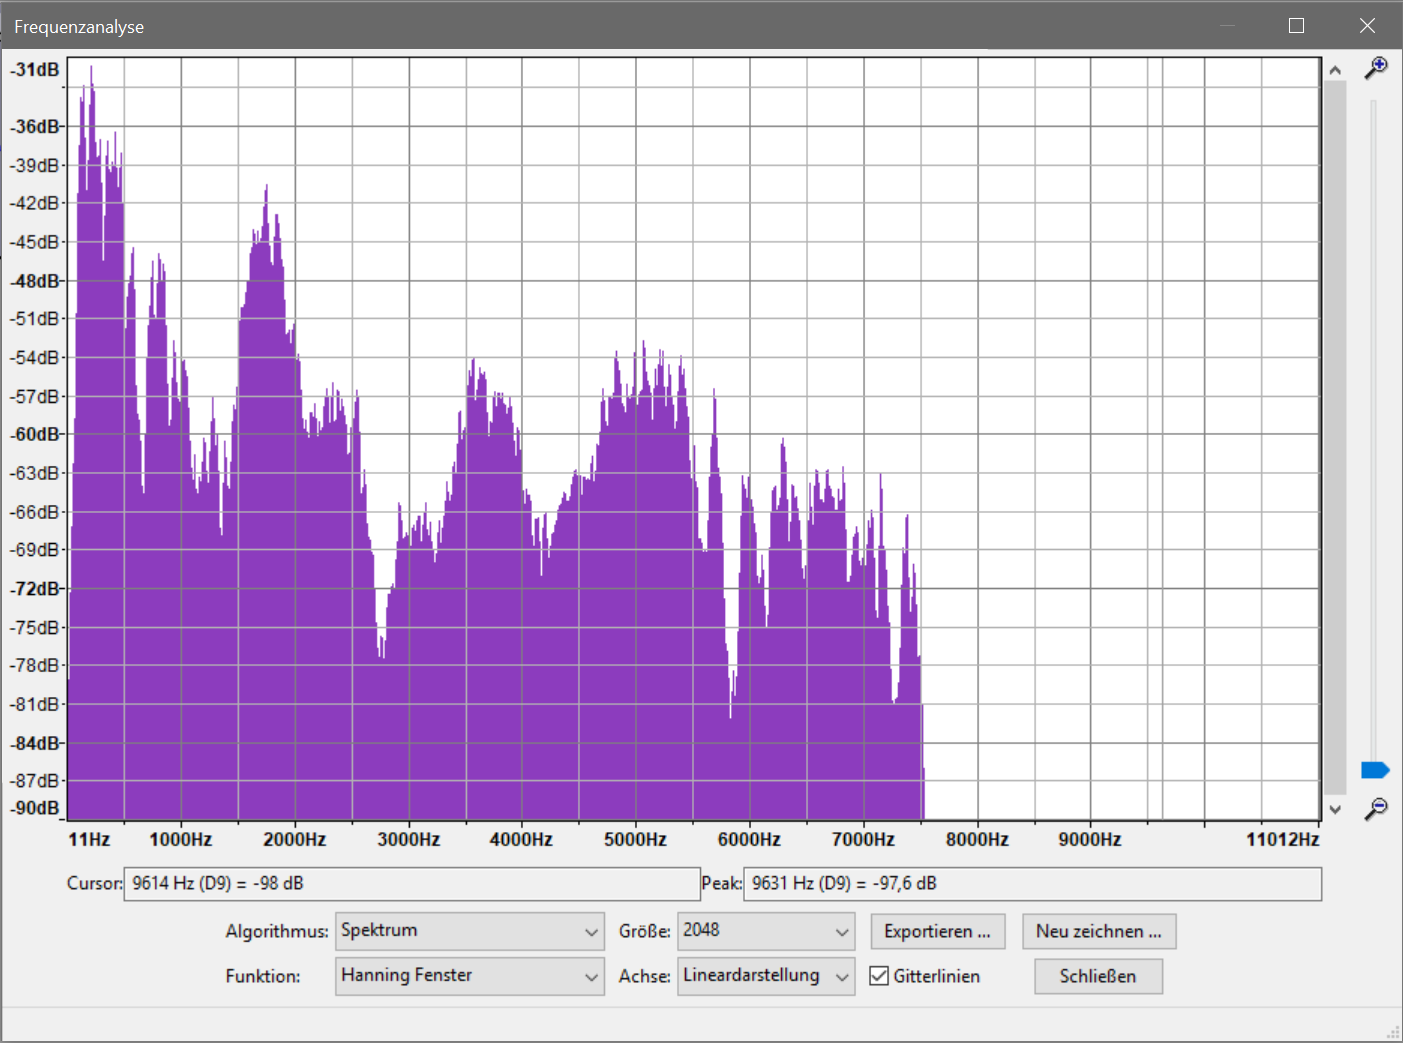 Frequenzanalyse
-31dB
-36dB
-39dB
-42dB
-45dB
-48dB
-51dB
-54dB
-57dB
-60dB
-63dB
-66dB
-69dB
-72dB
-75dB
-78dB
-81dB
-84dB
-87dB
-90dB
11Hz 1000Hz 2000Hz 3000Hz 4000Hz 5000Hz 6000Hz 7000Hz 8000Hz 9000Hz 11012Hz
Cursor: 9614 Hz (D9) = -98 dB Peak: 9631 Hz (D9) = -97,6 dB
Algorithmus: Spektrum Größe: 2048 Exportieren ... Neu zeichnen ...
Funktion: Hanning Fenster Achse: Lineardarstellung Gitterlinien Schließen